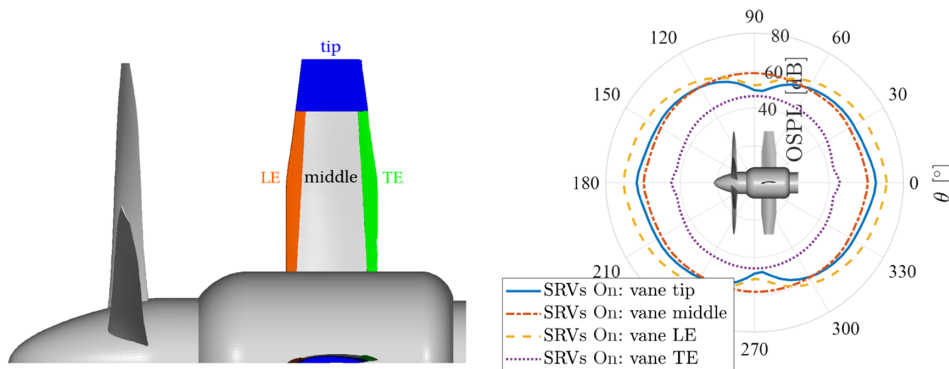 tip
LE
middle
TE
90
120
60
80
60
OSPL [dB]
150
40
30
180
0
θ [°]
210
330
SRVs On: vane tip
SRVs On: vane middle
300
SRVs On: vane LE
SRVs On: vane TE
270